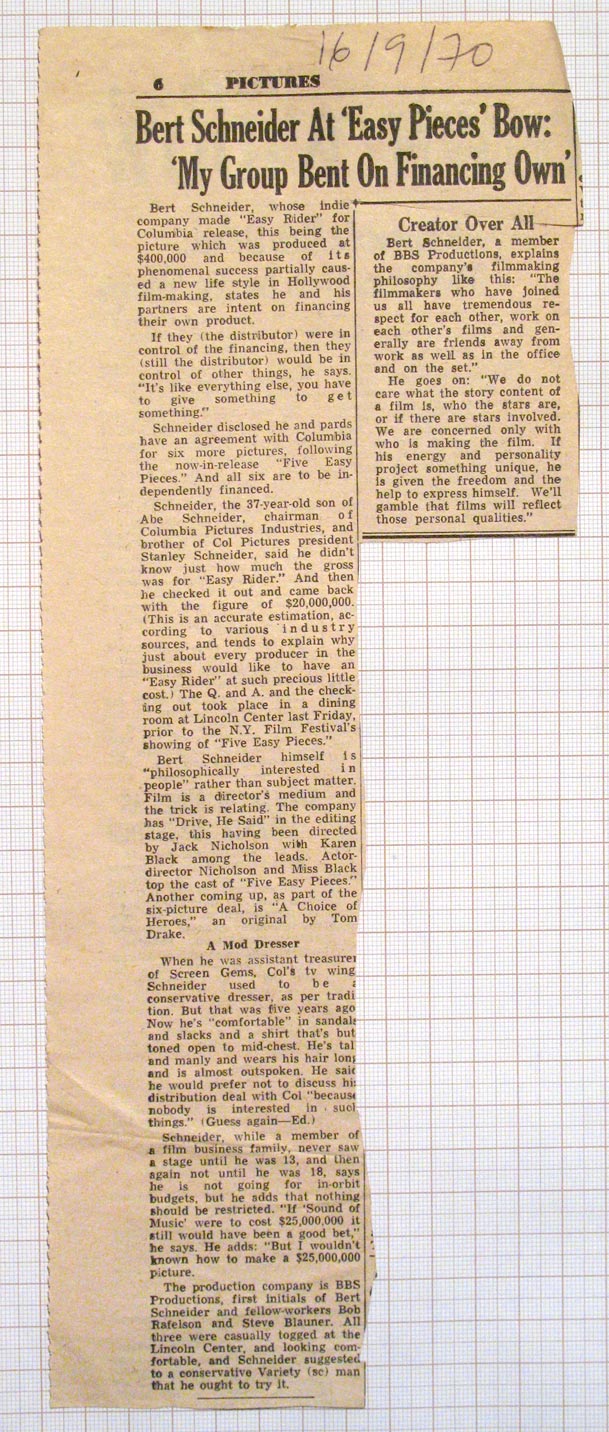 16/9/70
6 PICTURES
Bert Schneider At 'Easy Pieces' Bow:
'My Group Bent On Financing Own'
Bert Schneider, whose indie
company made "Easy Rider" for
Columbia release, this being the
picture which was produced at
$400,000 and because of its
phenomenal success partially caus-
ed a new life style in Hollywood
film-making, states he and his
partners are intent on financing
their own product.
If they (the distributor) were in
control of the financing, then they
(still the distributor) would be in
control of other things, he says.
"It's like everything else, you have
to give something to get
something."
Schneider disclosed he and pards
have an agreement with Columbia
for six more pictures, following
the now-in-release "Five Easy
Pieces." And all six are to be in-
dependently financed.
Schneider, the 37-year-old son of
Abe Schneider, chairman of
Columbia Pictures Industries, and
brother of Col Pictures president
Stanley Schneider, said he didn't
know just how much the gross
was for "Easy Rider." And then
he checked it out and came back
with the figure of $20,000,000.
(This is an accurate estimation, ac-
cording to various industry
sources, and tends to explain why
just about every producer in the
business would like to have an
"Easy Rider" at such precious little
cost.) The Q. and A. and the check-
ing out took place in a dining
room at Lincoln Center last Friday,
prior to the N.Y. Film Festival's
showing of "Five Easy Pieces."
Bert Schneider himself is
"philosophically interested in
people" rather than subject matter.
Film is a director's medium and
the trick is relating. The company
has "Drive, He Said" in the editing
stage, this having been directed
by Jack Nicholson with Karen
Black among the leads. Actor-
director Nicholson and Miss Black
top the cast of "Five Easy Pieces."
Another coming up, as part of the
six-picture deal, is "A Choice of
Heroes," an original by Tom
Drake.
A Mod Dresser
When he was assistant treasurer
of Screen Gems, Col's tv wing
Schneider used to be a
conservative dresser, as per tradi
tion. But that was five years ago
Now he's "comfortable" in sandals
and slacks and a shirt that's but
toned open to mid-chest. He's tal
and manly and wears his hair long
and is almost outspoken. He said
he would prefer not to discuss his
distribution deal with Col "because
nobody is interested in such
things." (Guess again—Ed.)
Schneider, while a member of
a film business family, never saw
a stage until he was 13, and then
again not until he was 18, says
he is not going for in-orbit
budgets, but he adds that nothing
should be restricted. "If 'Sound of
Music' were to cost $25,000,000 it
still would have been a good bet,"
he says. He adds: "But I wouldn't
known how to make a $25,000,000
picture.
The production company is BBS
Productions, first initials of Bert
Schneider and fellow-workers Bob
Rafelson and Steve Blauner. All
three were casually togged at the
Lincoln Center, and looking com-
fortable, and Schneider suggested
to a conservative Variety (sc) man
that he ought to try it.
Creator Over All
Bert Schneider, a member
of BBS Productions, explains
the company's filmmaking
philosophy like this: "The
filmmakers who have joined
us all have tremendous re-
spect for each other, work on
each other's films and gen-
erally are friends away from
work as well as in the office
and on the set."
He goes on: "We do not
care what the story content of
a film is, who the stars are,
or if there are stars involved.
We are concerned only with
who is making the film. If
his energy and personality
project something unique, he
is given the freedom and the
help to express himself. We'll
gamble that films will reflect
those personal qualities."